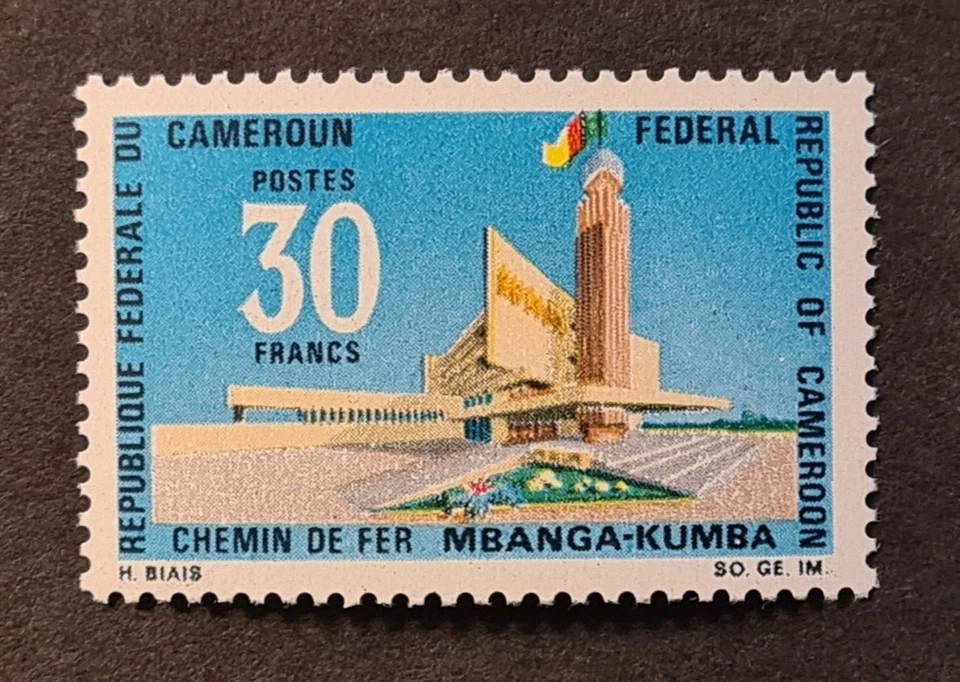 REPUBLIQUE FEDERALE DU
CAMEROUN
FEDERAL
REPUBLIC OF CAMEROON
POSTES
30
FRANCS
CHEMIN DE FER MBANGA-KUMBA
H. BIAIS
SO. GE. IM.